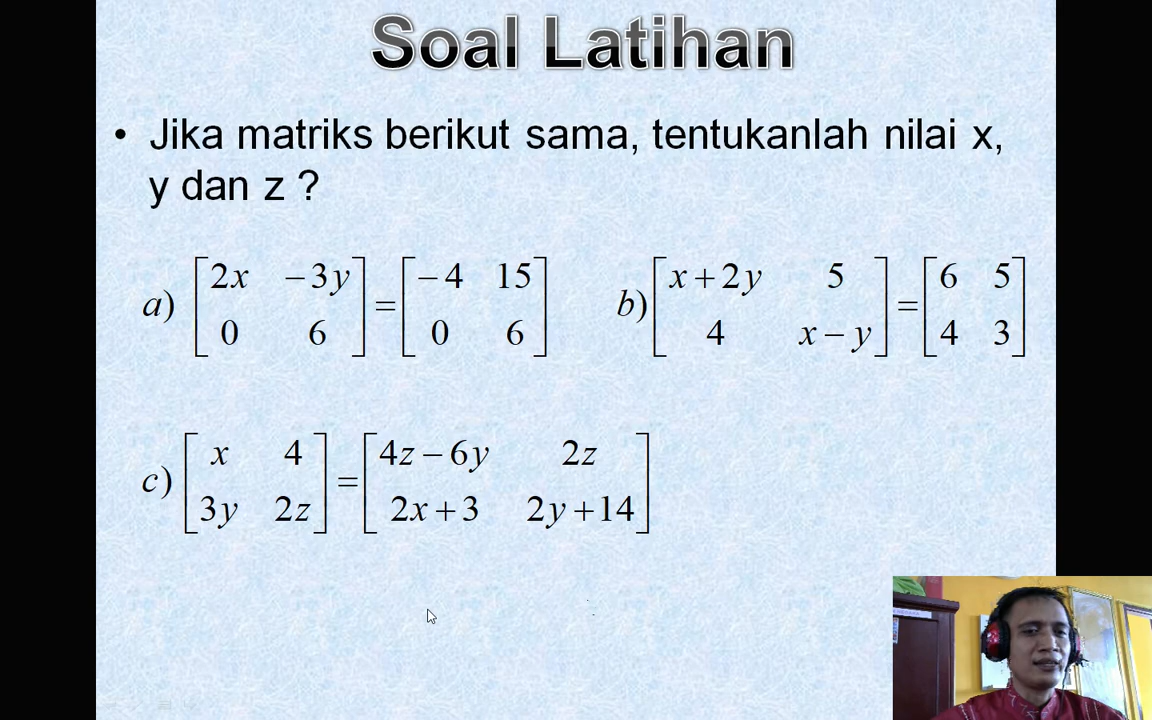 Soal Latihan
• Jika matriks berikut sama, tentukanlah nilai x,
y dan z ?
a) [2x −3y; 0 6] = [−4 15; 0 6]
b) [x+2y 5; 4 x−y] = [6 5; 4 3]
c) [x 4; 3y 2z] = [4z−6y 2z; 2x+3 2y+14]